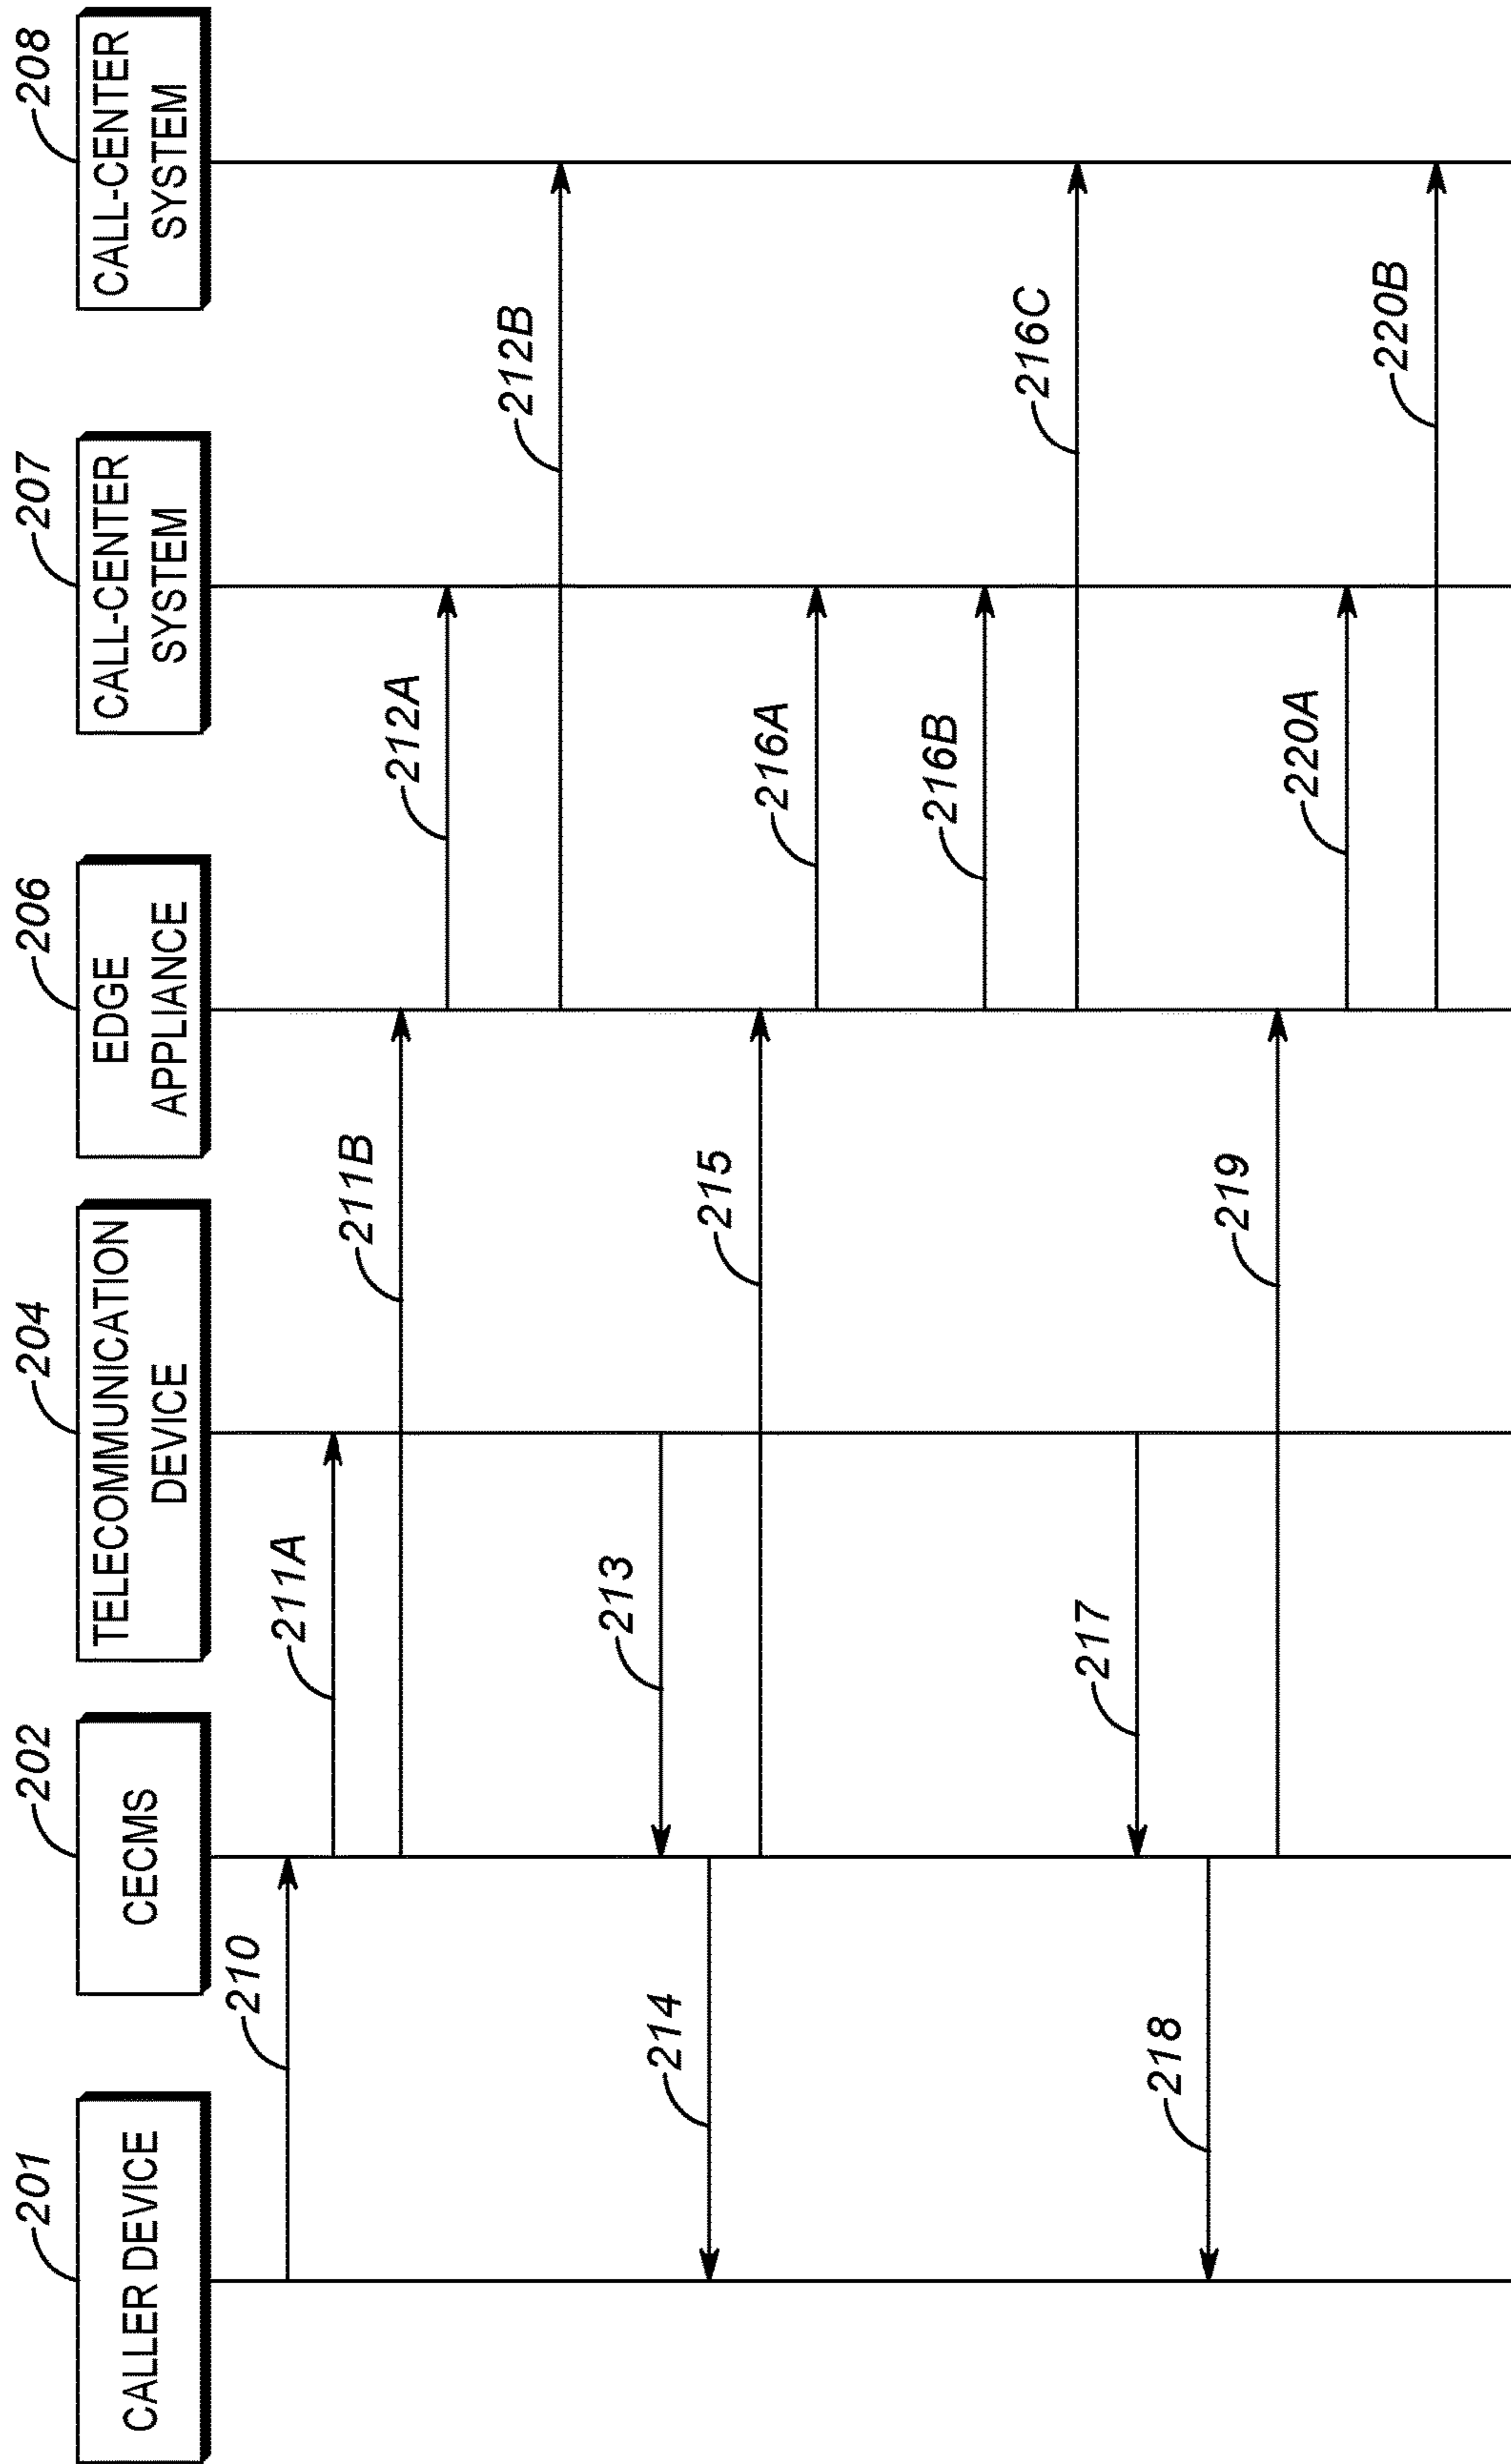 201
CALLER DEVICE
202
CECMS
204
TELECOMMUNICATION
DEVICE
206
EDGE
APPLIANCE
207
CALL-CENTER
SYSTEM
208
CALL-CENTER
SYSTEM
210
211A
211B
212A
212B
213
214
215
216A
216B
216C
217
218
219
220A
220B